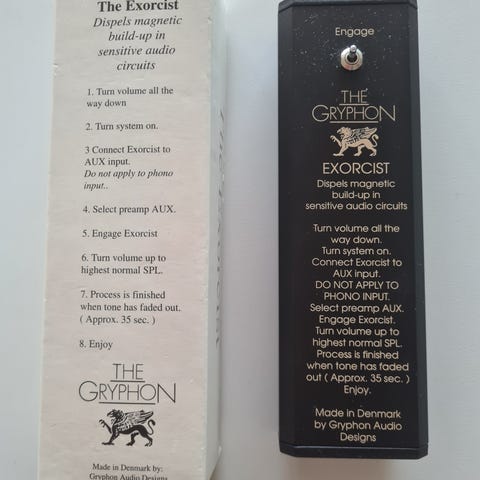 The Exorcist
Dispels magnetic
build-up in
sensitive audio
circuits
1. Turn volume all the
way down
2. Turn system on.
3 Connect Exorcist to
AUX input.
Do not apply to phono
input..
4. Select preamp AUX.
5. Engage Exorcist
6. Turn volume up to
highest normal SPL.
7. Process is finished
when tone has faded out.
( Approx. 35 sec. )
8. Enjoy
THE
GRYPHON
Made in Denmark by:
Gryphon Audio Designs
Engage
THE
GRYPHON
EXORCIST
Dispels magnetic
build-up in
sensitive audio circuits
Turn volume all the
way down.
Turn system on.
Connect Exorcist to
AUX input.
DO NOT APPLY TO
PHONO INPUT.
Select preamp AUX.
Engage Exorcist.
Turn volume up to
highest normal SPL.
Process is finished
when tone has faded
out ( Approx. 35 sec. )
Enjoy.
Made in Denmark
by Gryphon Audio
Designs